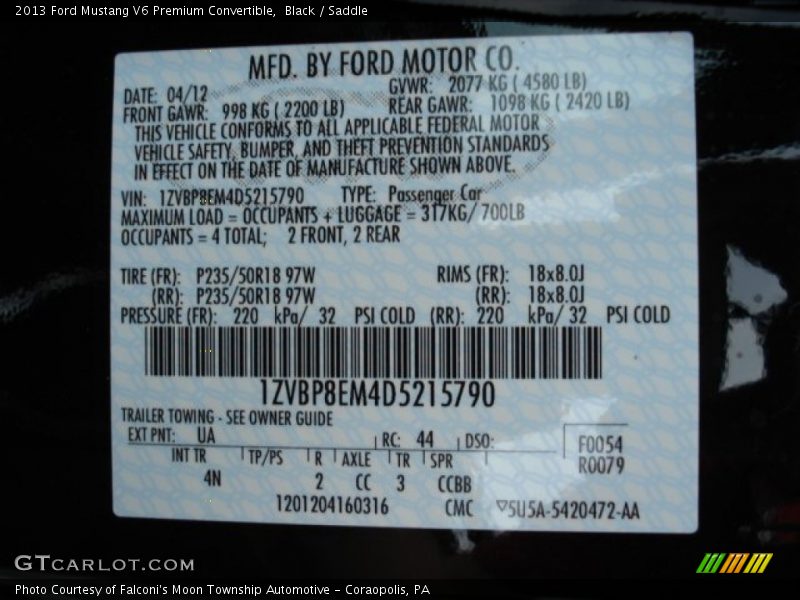 2013 Ford Mustang V6 Premium Convertible,  Black / Saddle
MFD. BY FORD MOTOR CO.
DATE: 04/12 GVWR: 2077 KG ( 4580 LB)
FRONT GAWR: 998 KG ( 2200 LB) REAR GAWR: 1098 KG ( 2420 LB)
THIS VEHICLE CONFORMS TO ALL APPLICABLE FEDERAL MOTOR
VEHICLE SAFETY, BUMPER, AND THEFT PREVENTION STANDARDS
IN EFFECT ON THE DATE OF MANUFACTURE SHOWN ABOVE.
VIN: 1ZVBP8EM4D5215790 TYPE: Passenger Car
MAXIMUM LOAD = OCCUPANTS + LUGGAGE = 317KG/ 700LB
OCCUPANTS = 4 TOTAL; 2 FRONT, 2 REAR
TIRE (FR): P235/50R18 97W RIMS (FR): 18x8.0J
(RR): P235/50R18 97W (RR): 18x8.0J
PRESSURE (FR): 220 kPa/ 32 PSI COLD (RR): 220 kPa/ 32 PSI COLD
1ZVBP8EM4D5215790
TRAILER TOWING - SEE OWNER GUIDE
EXT PNT: UA RC: 44 DSO: F0054
INT TR TP/PS R AXLE TR SPR R0079
4N 2 CC 3 CCBB
1201204160316 CMC ▽5U5A-5420472-AA
GTCARLOT.COM
Photo Courtesy of Falconi's Moon Township Automotive - Coraopolis, PA